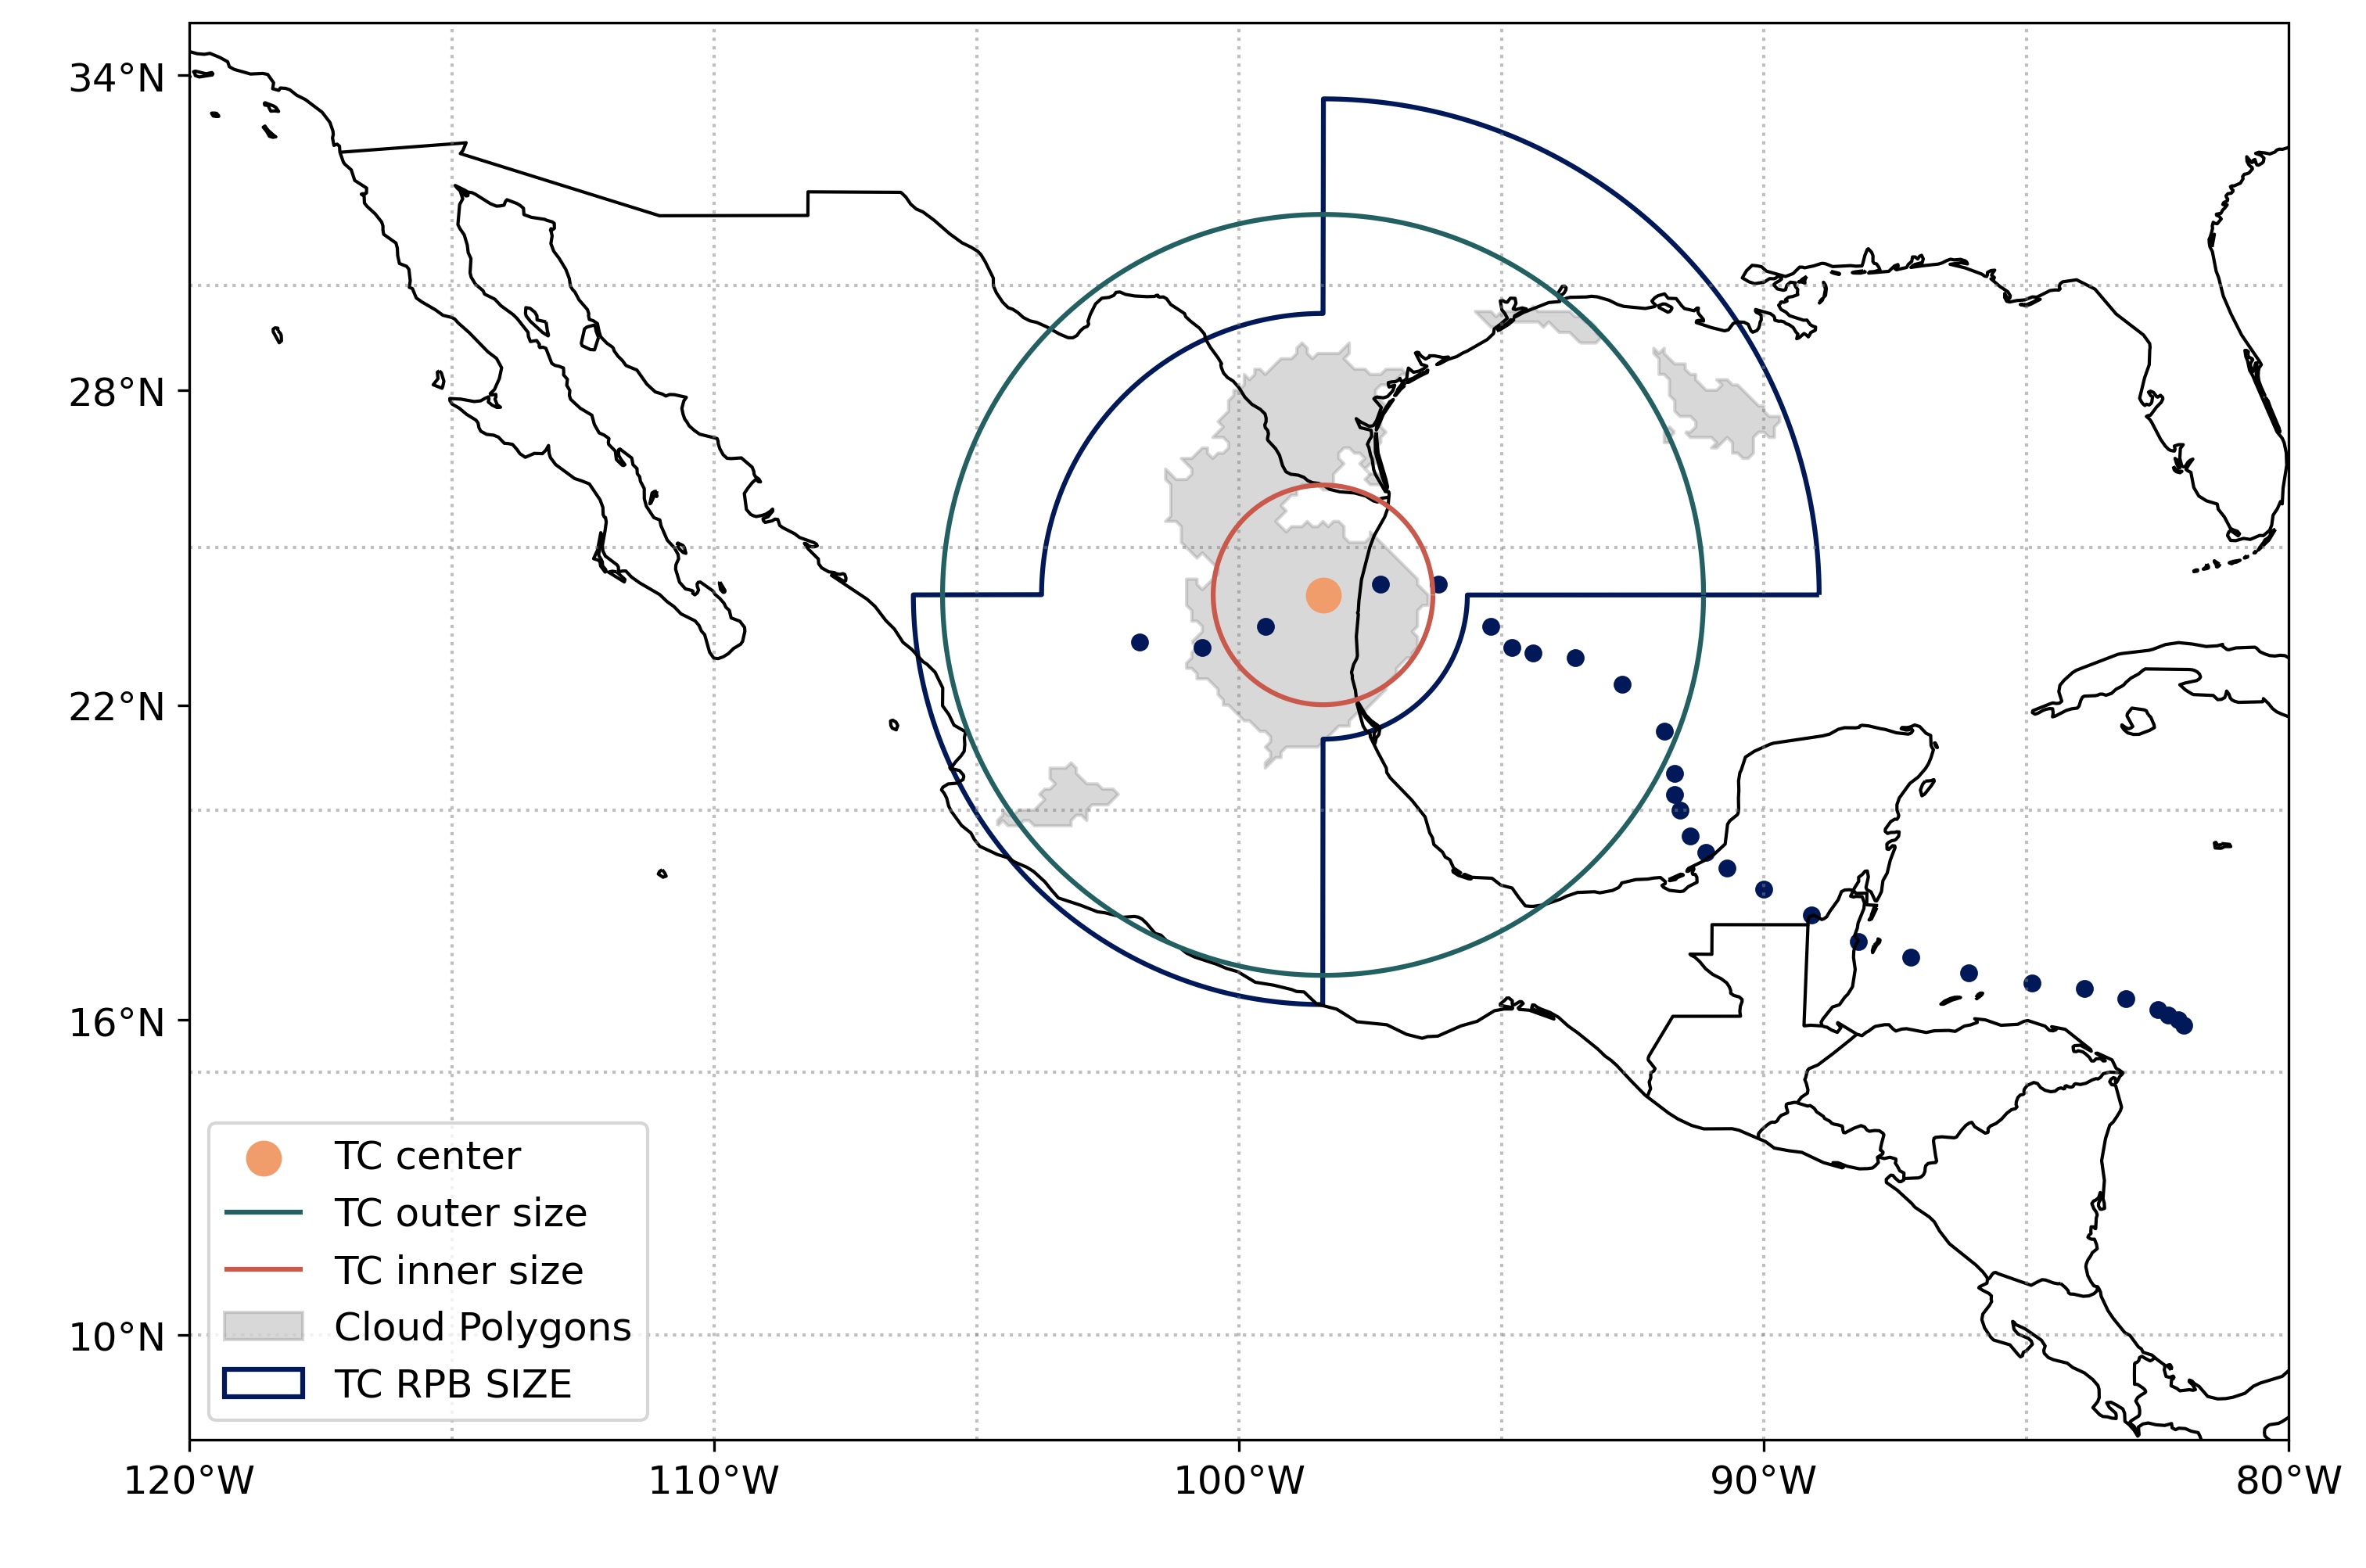 34°N
28°N
22°N
16°N
10°N
TC center
TC outer size
TC inner size
Cloud Polygons
TC RPB SIZE
120°W 110°W 100°W 90°W 80°W